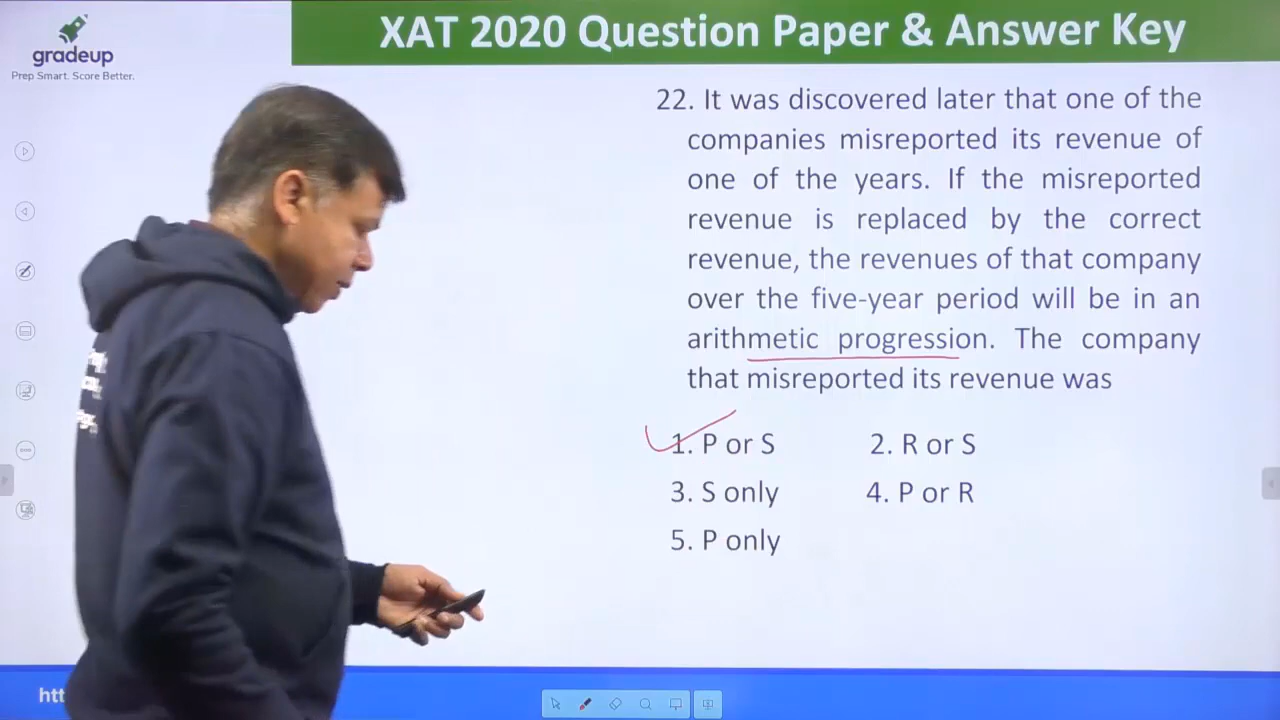 gradeup
Prep Smart. Score Better.
XAT 2020 Question Paper & Answer Key
22. It was discovered later that one of the
companies misreported its revenue of
one of the years. If the misreported
revenue is replaced by the correct
revenue, the revenues of that company
over the five-year period will be in an
arithmetic progression. The company
that misreported its revenue was
1. P or S
2. R or S
3. S only
4. P or R
5. P only
htt